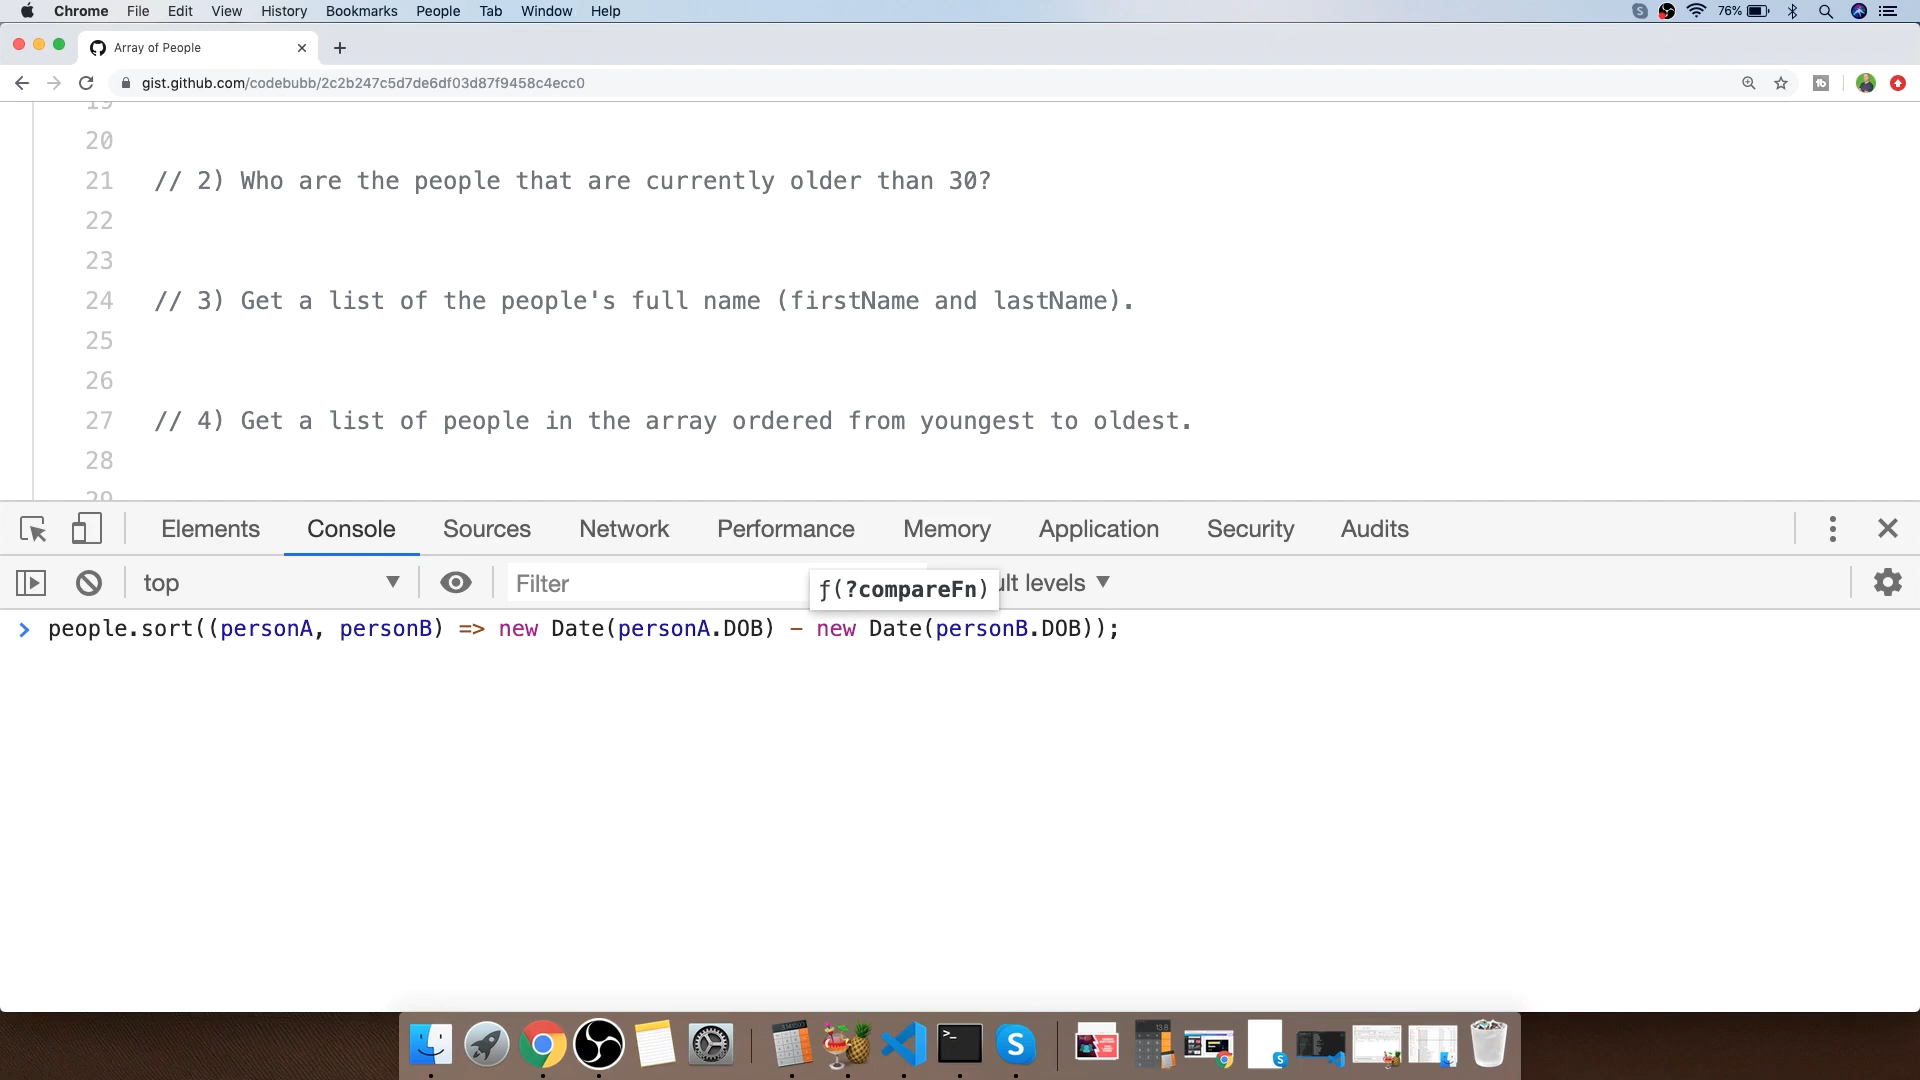 Chrome File Edit View History Bookmarks People Tab Window Help 76%
Array of People
gist.github.com/codebubb/2c2b247c5d7de6df03d87f9458c4ecc0
19
20
21 // 2) Who are the people that are currently older than 30?
22
23
24 // 3) Get a list of the people's full name (firstName and lastName).
25
26
27 // 4) Get a list of people in the array ordered from youngest to oldest.
28
29
Elements Console Sources Network Performance Memory Application Security Audits
top Filter ƒ(?compareFn) ult levels
> people.sort((personA, personB) => new Date(personA.DOB) - new Date(personB.DOB));